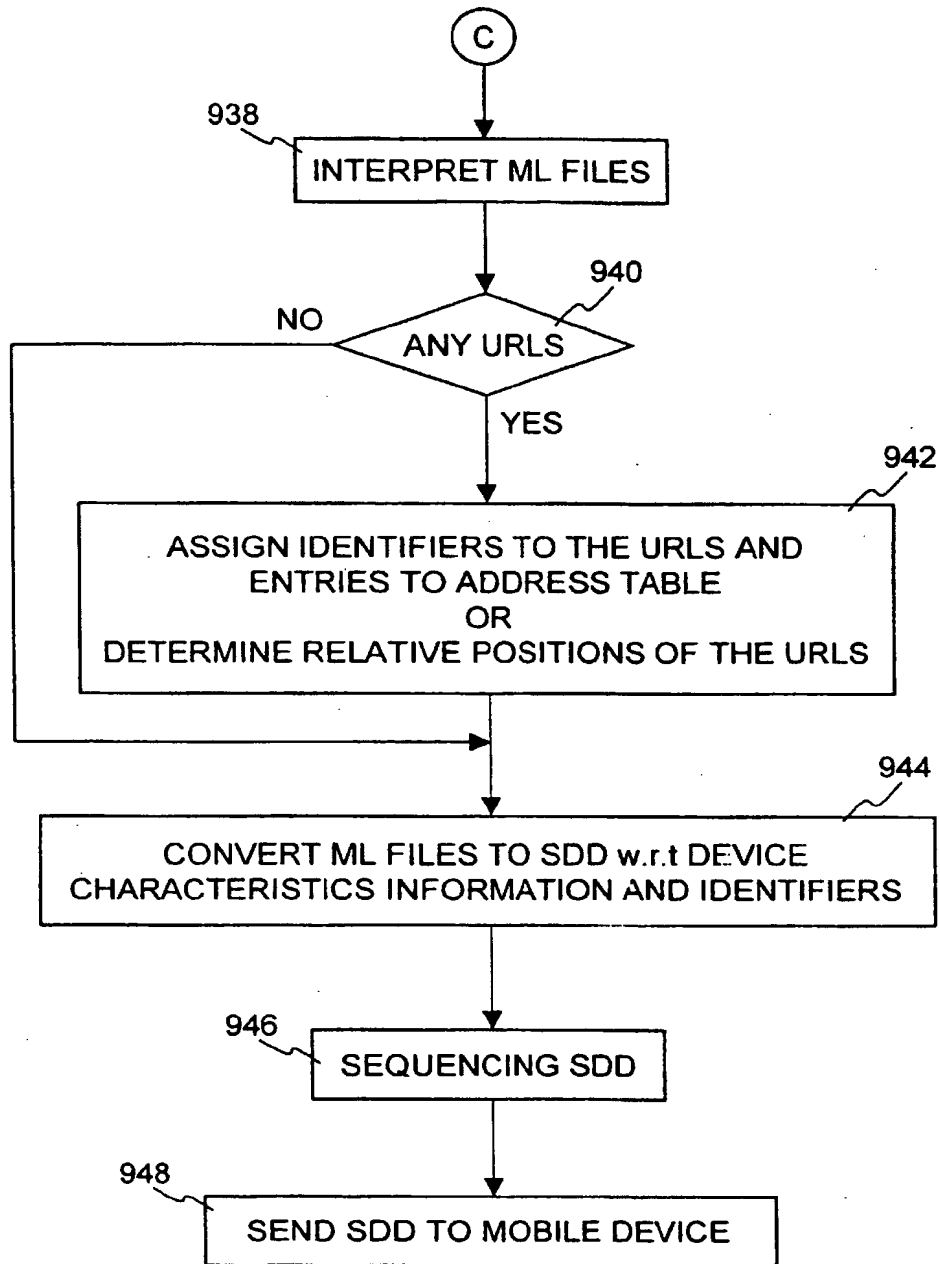 C
938
INTERPRET ML FILES
940
NO
ANY URLS
YES
942
ASSIGN IDENTIFIERS TO THE URLS AND
ENTRIES TO ADDRESS TABLE
OR
DETERMINE RELATIVE POSITIONS OF THE URLS
944
CONVERT ML FILES TO SDD w.r.t DEVICE
CHARACTERISTICS INFORMATION AND IDENTIFIERS
946
SEQUENCING SDD
948
SEND SDD TO MOBILE DEVICE